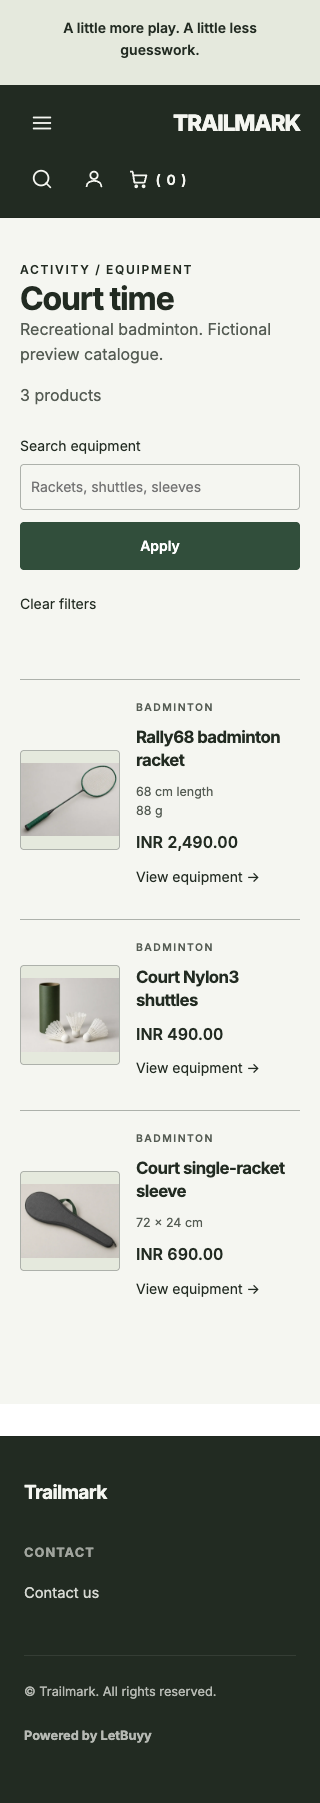 A little more play. A little less
guesswork.
TRAILMARK
( 0 )
ACTIVITY / EQUIPMENT
Court time
Recreational badminton. Fictional
preview catalogue.
3 products
Search equipment
Rackets, shuttles, sleeves
Apply
Clear filters
BADMINTON
Rally68 badminton
racket
68 cm length
88 g
INR 2,490.00
View equipment →
BADMINTON
Court Nylon3
shuttles
INR 490.00
View equipment →
BADMINTON
Court single-racket
sleeve
72 × 24 cm
INR 690.00
View equipment →
Trailmark
CONTACT
Contact us
© Trailmark. All rights reserved.
Powered by LetBuyy